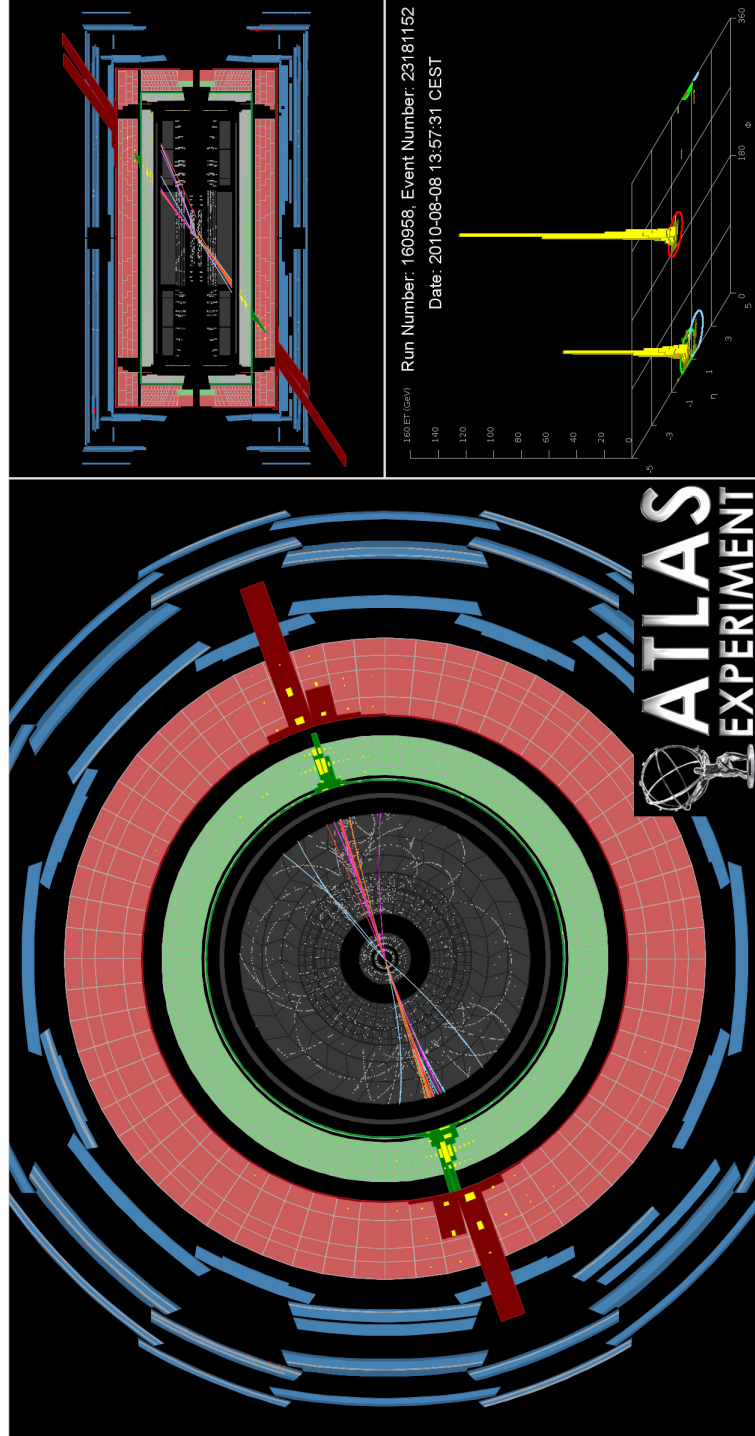 Run Number: 160958, Event Number: 23181152
Date: 2010-08-08 13:57:31 CEST
160 ET (GeV)
140
120
100
80
60
40
20
0
-5
-3
-1
η
1
3
5
0
180
Φ
360
ATLAS
EXPERIMENT